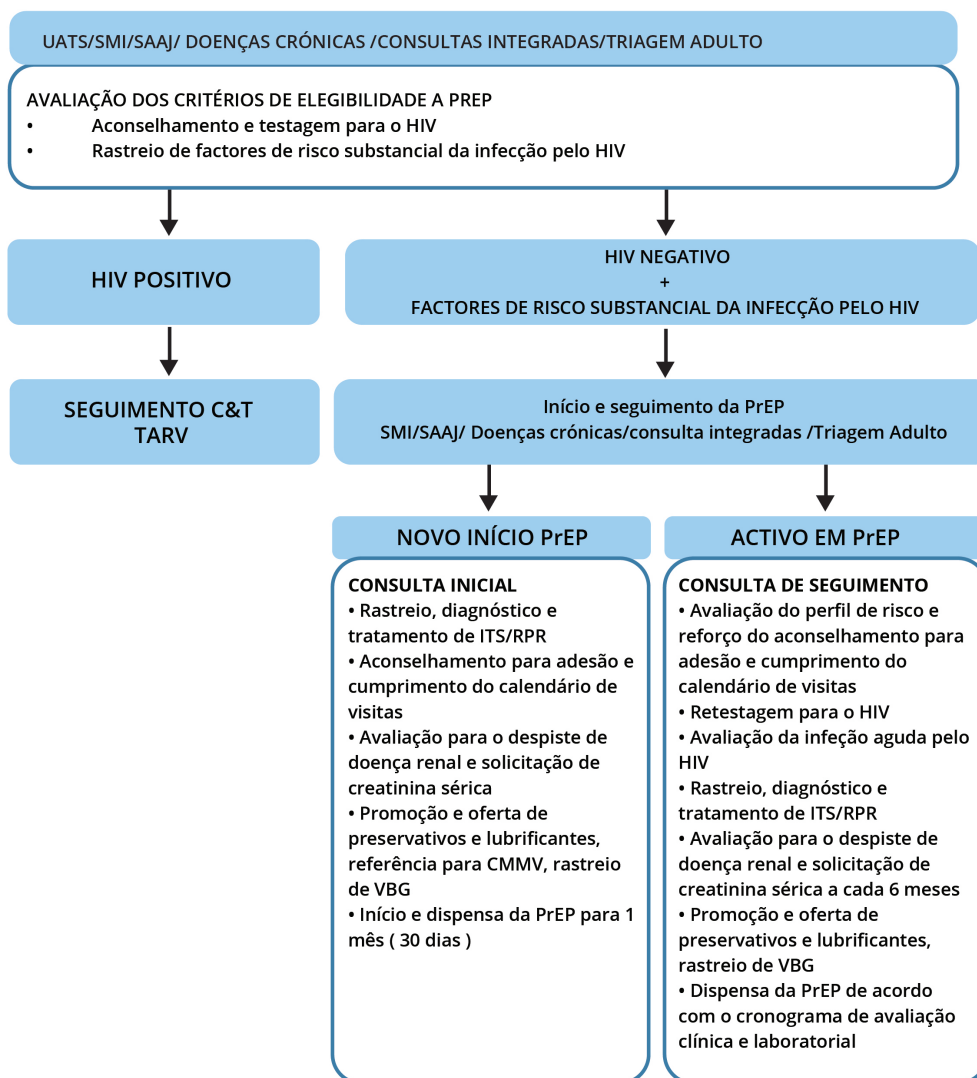 UATS/SMI/SAAJ/ DOENÇAS CRÓNICAS /CONSULTAS INTEGRADAS/TRIAGEM ADULTO
AVALIAÇÃO DOS CRITÉRIOS DE ELEGIBILIDADE A PREP
• Aconselhamento e testagem para o HIV
• Rastreio de factores de risco substancial da infecção pelo HIV
HIV POSITIVO
HIV NEGATIVO
+
FACTORES DE RISCO SUBSTANCIAL DA INFECÇÃO PELO HIV
SEGUIMENTO C&T
TARV
Início e seguimento da PrEP
SMI/SAAJ/ Doenças crónicas/consulta integradas /Triagem Adulto
NOVO INÍCIO PrEP
CONSULTA INICIAL
• Rastreio, diagnóstico e
tratamento de ITS/RPR
• Aconselhamento para adesão e
cumprimento do calendário de
visitas
• Avaliação para o despiste de
doença renal e solicitação de
creatinina sérica
• Promoção e oferta de
preservativos e lubrificantes,
referência para CMMV, rastreio
de VBG
• Início e dispensa da PrEP para 1
mês ( 30 dias )
ACTIVO EM PrEP
CONSULTA DE SEGUIMENTO
• Avaliação do perfil de risco e
reforço do aconselhamento para
adesão e cumprimento do
calendário de visitas
• Retestagem para o HIV
• Avaliação da infeção aguda pelo
HIV
• Rastreio, diagnóstico e
tratamento de ITS/RPR
• Avaliação para o despiste de
doença renal e solicitação de
creatinina sérica a cada 6 meses
• Promoção e oferta de
preservativos e lubrificantes,
rastreio de VBG
• Dispensa da PrEP de acordo
com o cronograma de avaliação
clínica e laboratorial